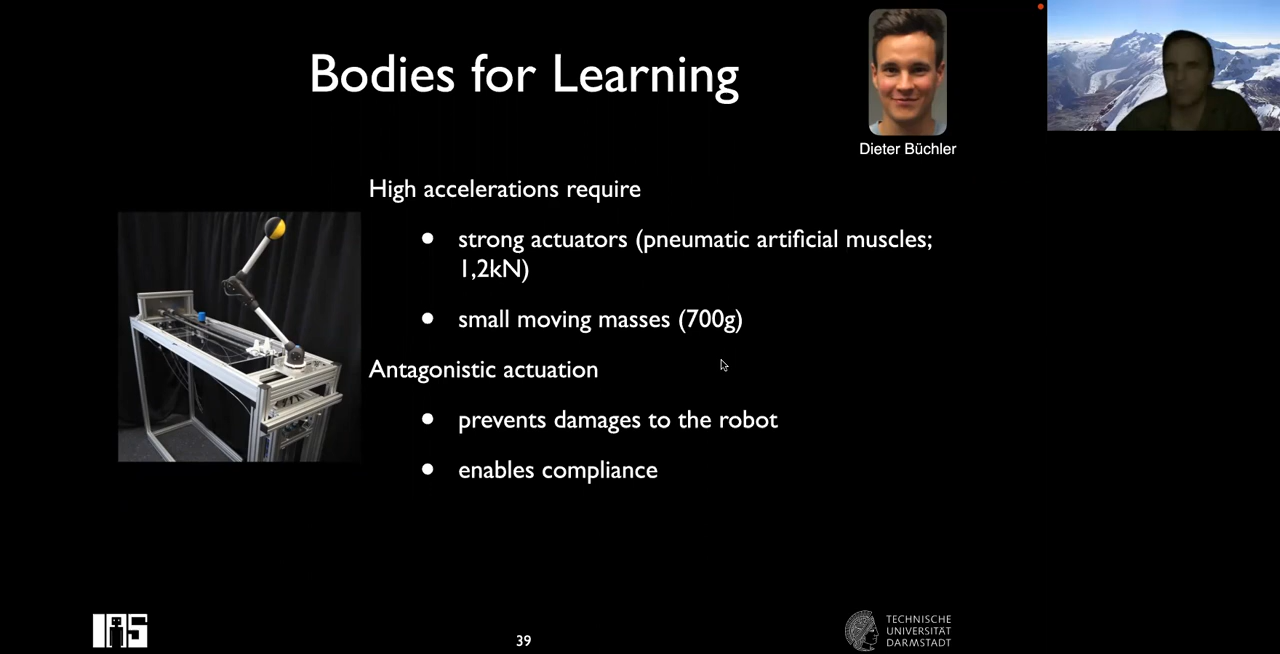 Bodies for Learning
Dieter Büchler
High accelerations require
● strong actuators (pneumatic artificial muscles;
1,2kN)
● small moving masses (700g)
Antagonistic actuation
● prevents damages to the robot
● enables compliance
IAS
39
TECHNISCHE
UNIVERSITÄT
DARMSTADT